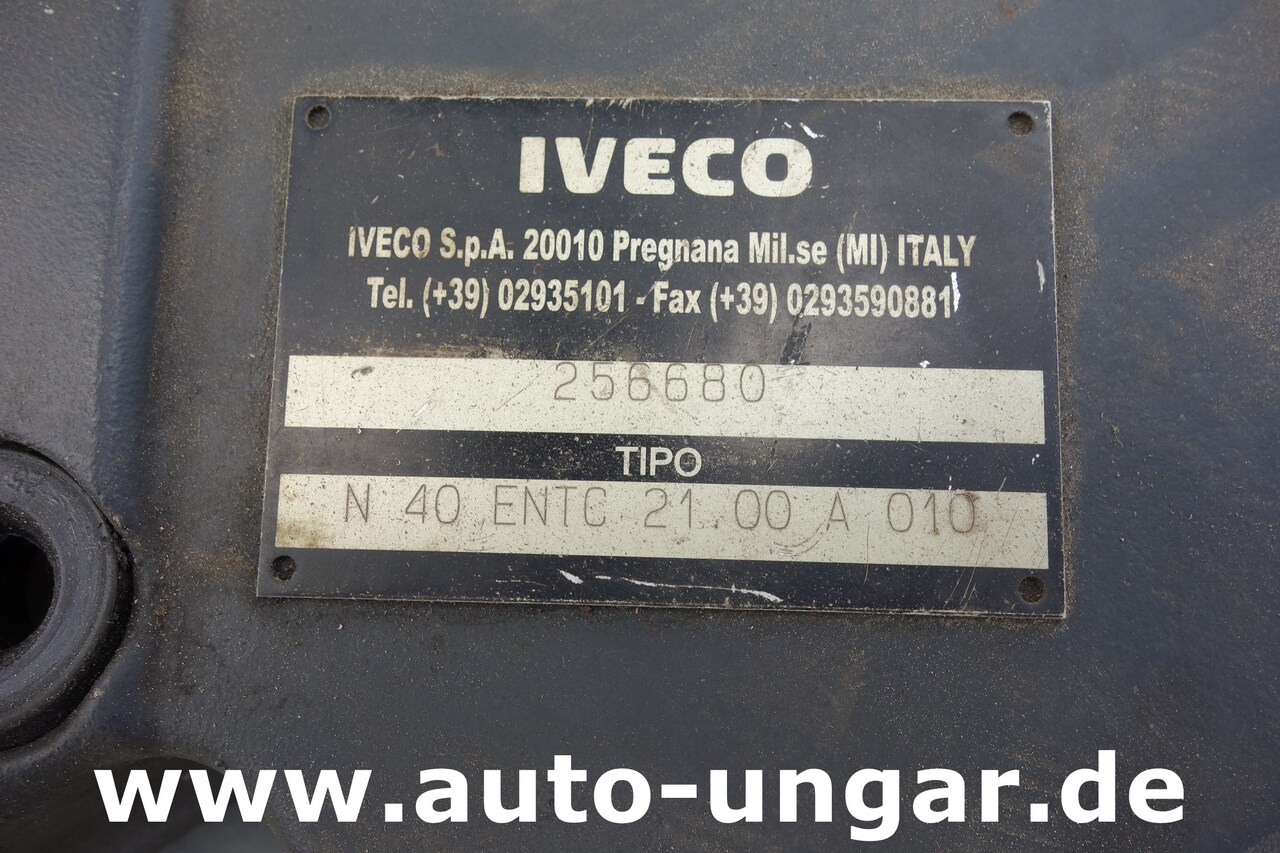 IVECO
IVECO S.p.A. 20010 Pregnana Mil.se (MI) ITALY
Tel. (+39) 02935101 - Fax (+39) 0293590881
256680
TIPO
N 40 ENTC 21.00 A 010
25
www.auto-ungar.de